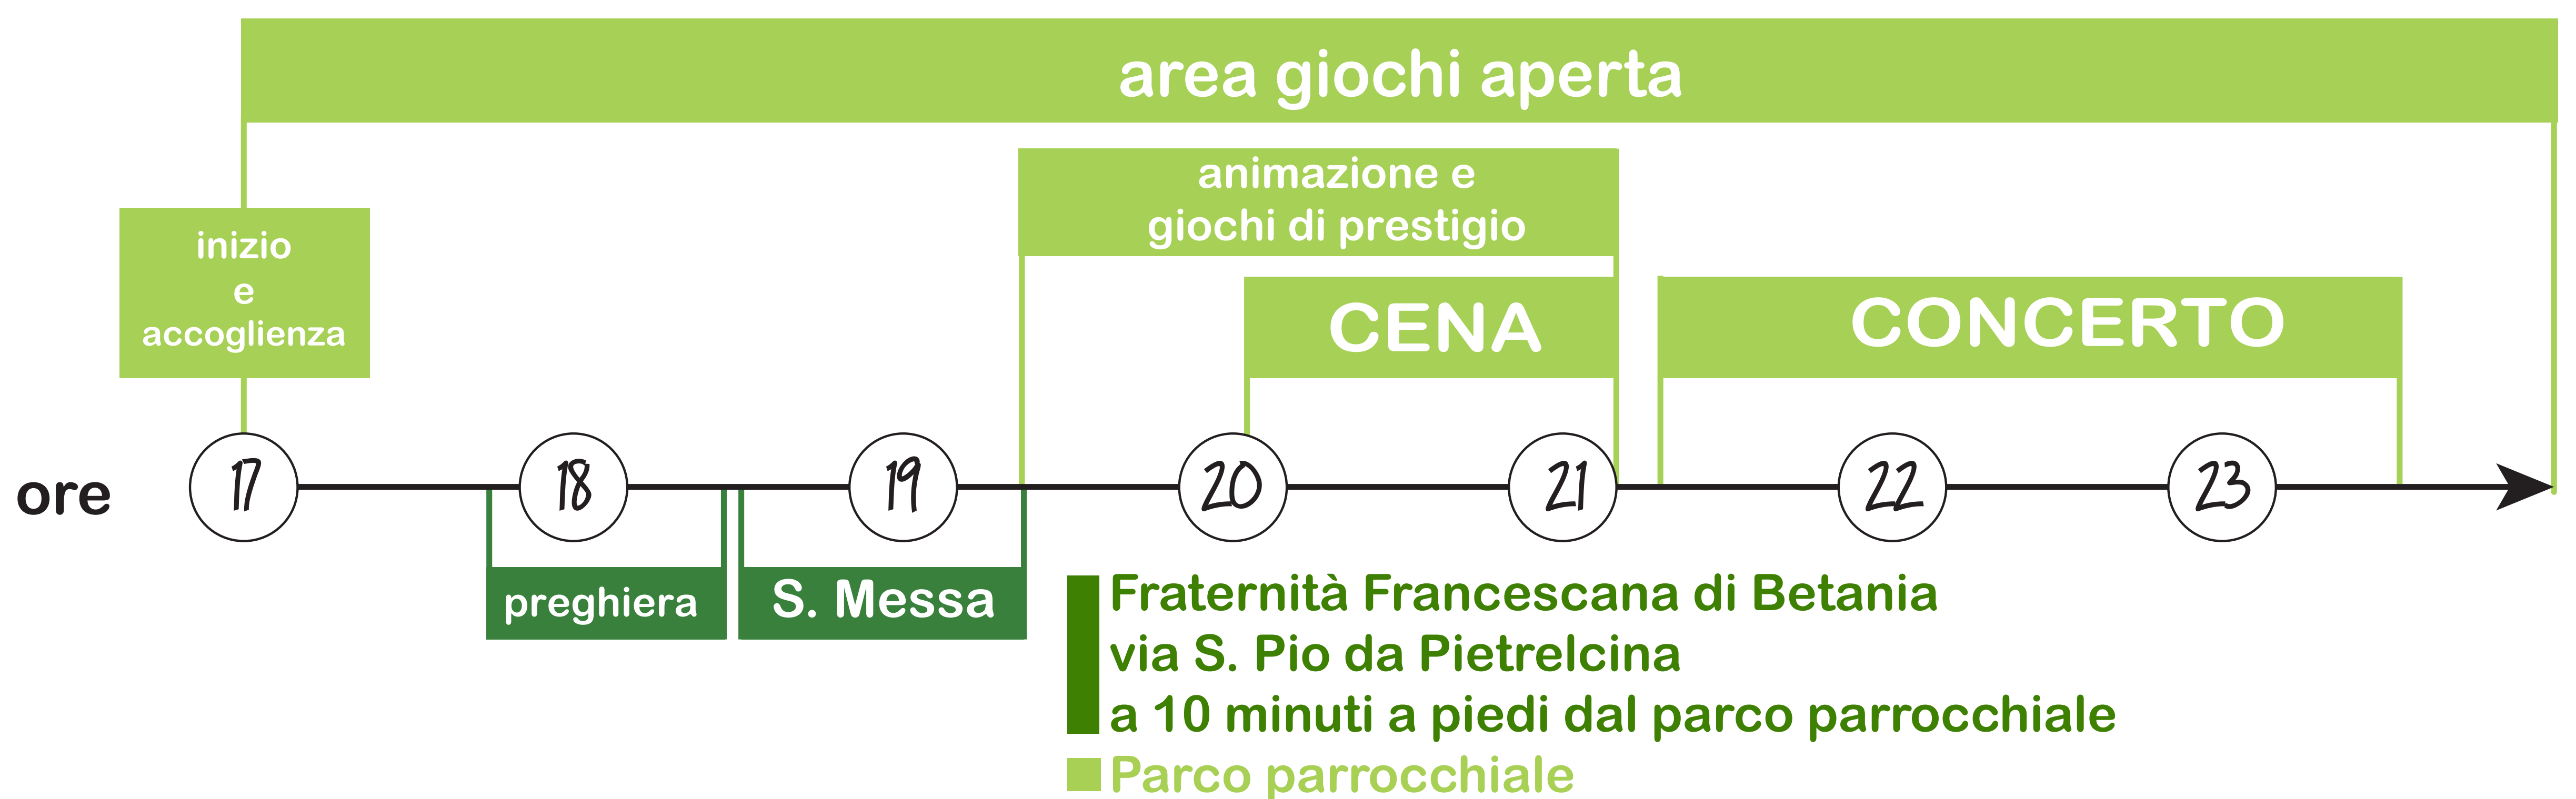 area giochi aperta
animazione e
giochi di prestigio
inizio
e
accoglienza
CENA
CONCERTO
ore
17
18
19
20
21
22
23
preghiera
S. Messa
Fraternità Francescana di Betania
via S. Pio da Pietrelcina
a 10 minuti a piedi dal parco parrocchiale
Parco parrocchiale